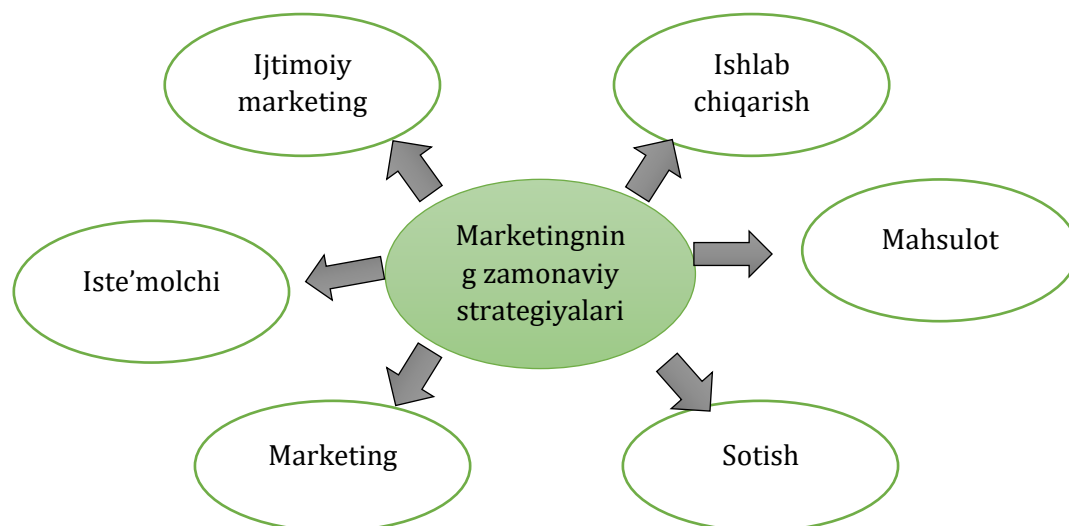 Ijtimoiy
marketing
Ishlab
chiqarish
Marketingnin
g zamonaviy
strategiyalari
Mahsulot
Iste’molchi
Marketing
Sotish